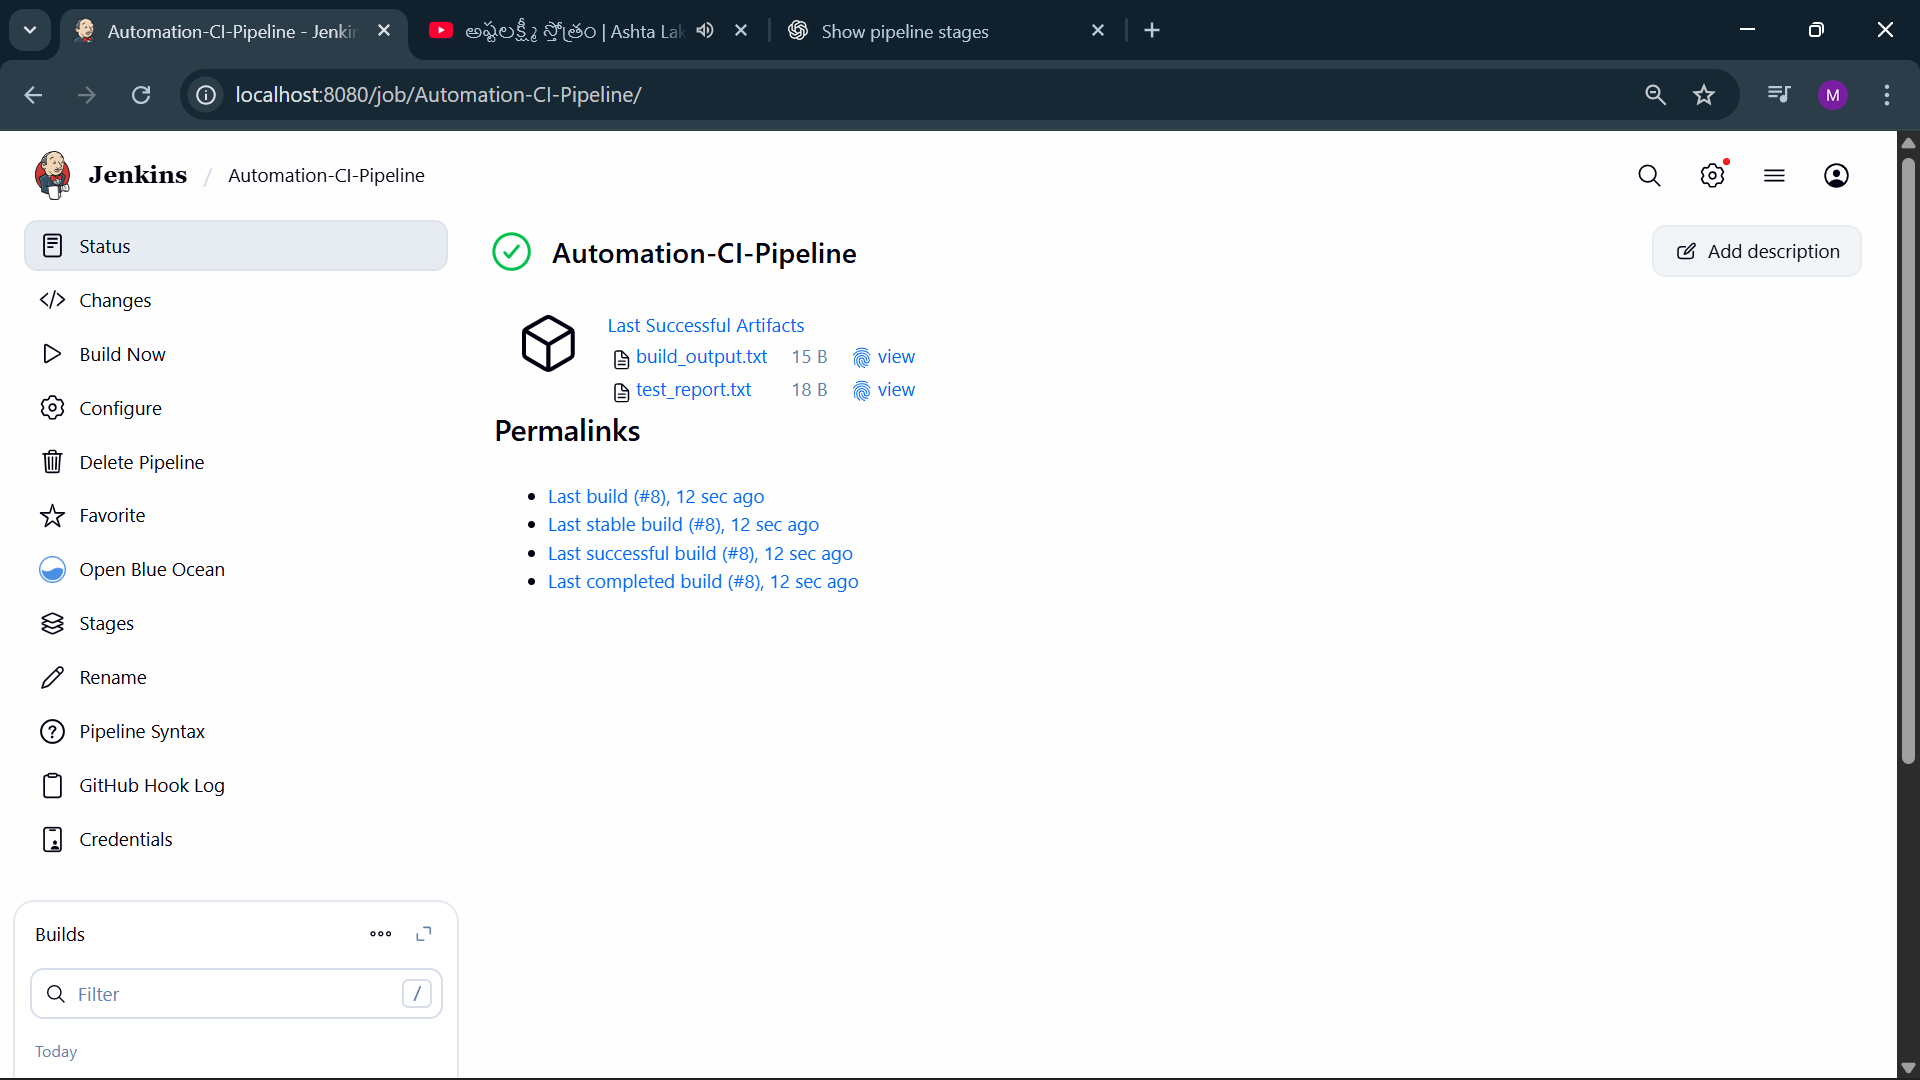 Automation-CI-Pipeline - Jenkin
అష్టలక్ష్మీ స్తోత్రం | Ashta Lak
Show pipeline stages
localhost:8080/job/Automation-CI-Pipeline/
M
Jenkins / Automation-CI-Pipeline
Status
Changes
Build Now
Configure
Delete Pipeline
Favorite
Open Blue Ocean
Stages
Rename
Pipeline Syntax
GitHub Hook Log
Credentials
Builds
Filter /
Today
Automation-CI-Pipeline
Add description
Last Successful Artifacts
build_output.txt 15 B view
test_report.txt 18 B view
Permalinks
Last build (#8), 12 sec ago
Last stable build (#8), 12 sec ago
Last successful build (#8), 12 sec ago
Last completed build (#8), 12 sec ago